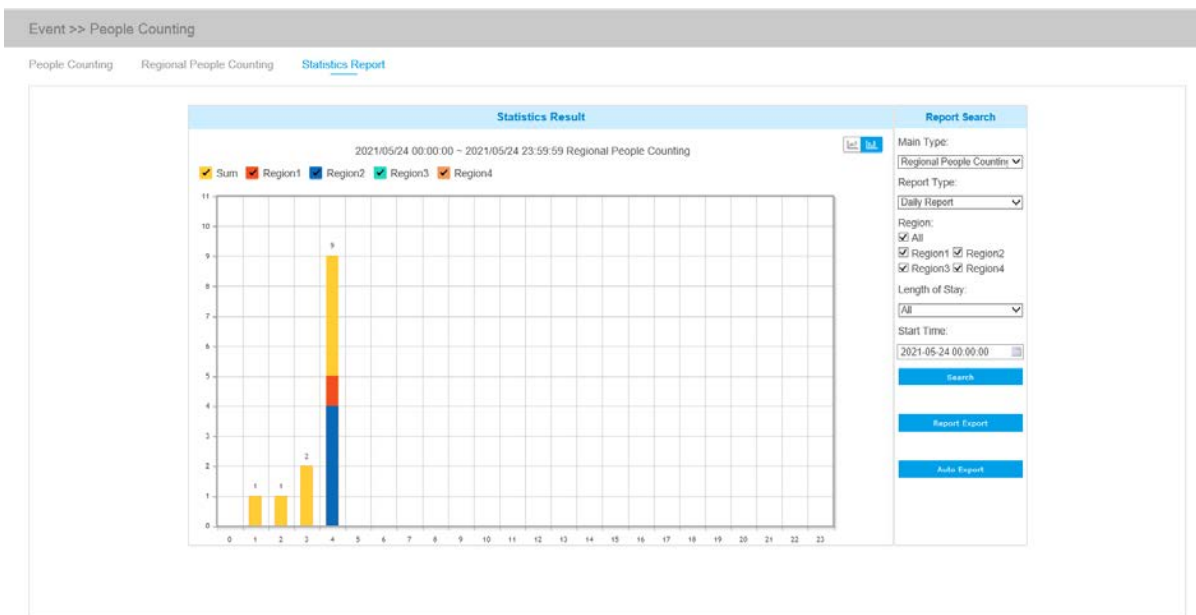 Event >> People Counting
People Counting Regional People Counting Statistics Report
Statistics Result
2021/05/24 00:00:00 ~ 2021/05/24 23:59:59 Regional People Counting
Sum Region1 Region2 Region3 Region4
11
10
9
8
7
6
5
4
3
2
1
0
1
1
2
9
0 1 2 3 4 5 6 7 8 9 10 11 12 13 14 15 16 17 18 19 20 21 22 23
Report Search
Main Type:
Regional People Counting
Report Type:
Daily Report
Region:
All
Region1 Region2
Region3 Region4
Length of Stay:
All
Start Time:
2021-05-24 00:00:00
Search
Report Export
Auto Export